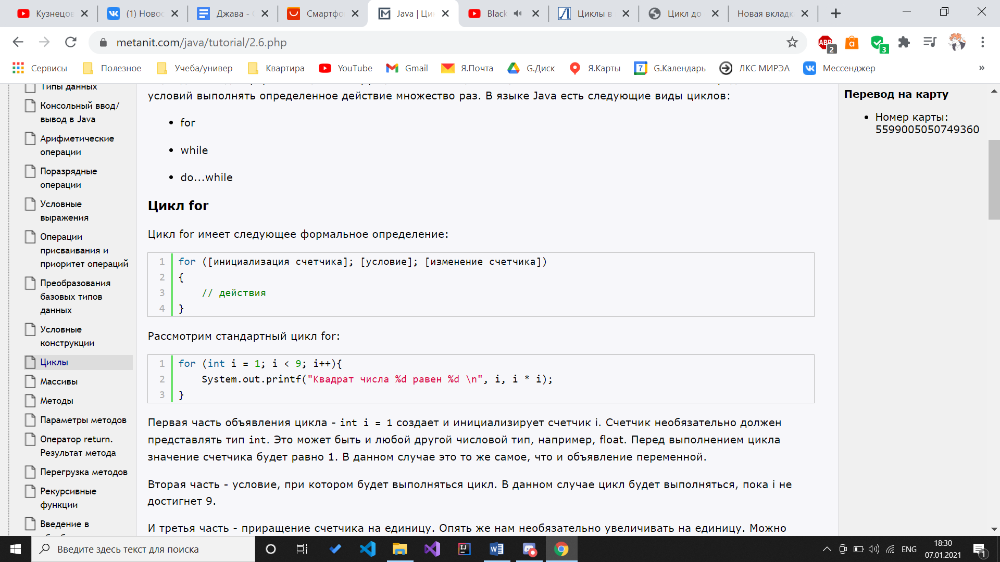 Кузнецов
(1) Новос
Джава - С
Смартфо
Java | Ци
Black
Циклы в
Цикл do
Новая вкладк
metanit.com/java/tutorial/2.6.php
ABP
2
a
3
Сервисы
Полезное
Учеба/универ
Квартира
YouTube
Gmail
Я.Почта
G.Диск
Я.Карты
7
G.Календарь
ЛКС МИРЭА
Мессенджер
»
Типы данных
Консольный ввод/
вывод в Java
Арифметические
операции
Поразрядные
операции
Условные
выражения
Операции
присваивания и
приоритет операций
Преобразования
базовых типов
данных
Условные
конструкции
Циклы
Массивы
Методы
Параметры методов
Оператор return.
Результат метода
Перегрузка методов
Рекурсивные
функции
Введение в
условий выполнять определенное действие множество раз. В языке Java есть следующие виды циклов:
• for
• while
• do...while
Цикл for
Цикл for имеет следующее формальное определение:
1 for ([инициализация счетчика]; [условие]; [изменение счетчика])
2 {
3 // действия
4 }
Рассмотрим стандартный цикл for:
1 for (int i = 1; i < 9; i++){
2 System.out.printf("Квадрат числа %d равен %d \n", i, i * i);
3 }
Первая часть объявления цикла - int i = 1 создает и инициализирует счетчик i. Счетчик необязательно должен
представлять тип int. Это может быть и любой другой числовой тип, например, float. Перед выполнением цикла
значение счетчика будет равно 1. В данном случае это то же самое, что и объявление переменной.
Вторая часть - условие, при котором будет выполняться цикл. В данном случае цикл будет выполняться, пока i не
достигнет 9.
И третья часть - приращение счетчика на единицу. Опять же нам необязательно увеличивать на единицу. Можно
Перевод на карту
• Номер карты:
5599005050749360
Введите здесь текст для поиска
ENG
18:30
07.01.2021
1